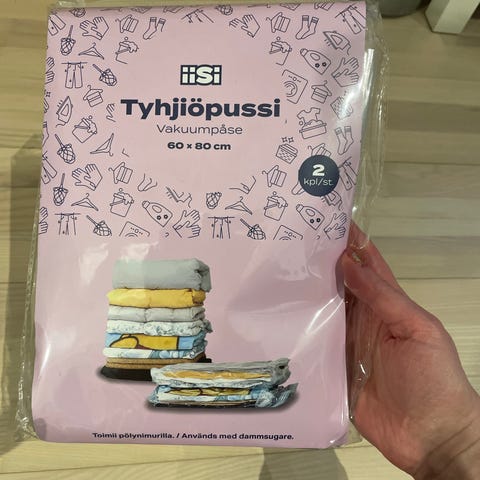 iiSi
Tyhjiöpussi
Vakuumpåse
60 x 80 cm
2
kpl/st.
Toimii pölynimurilla. / Används med dammsugare.